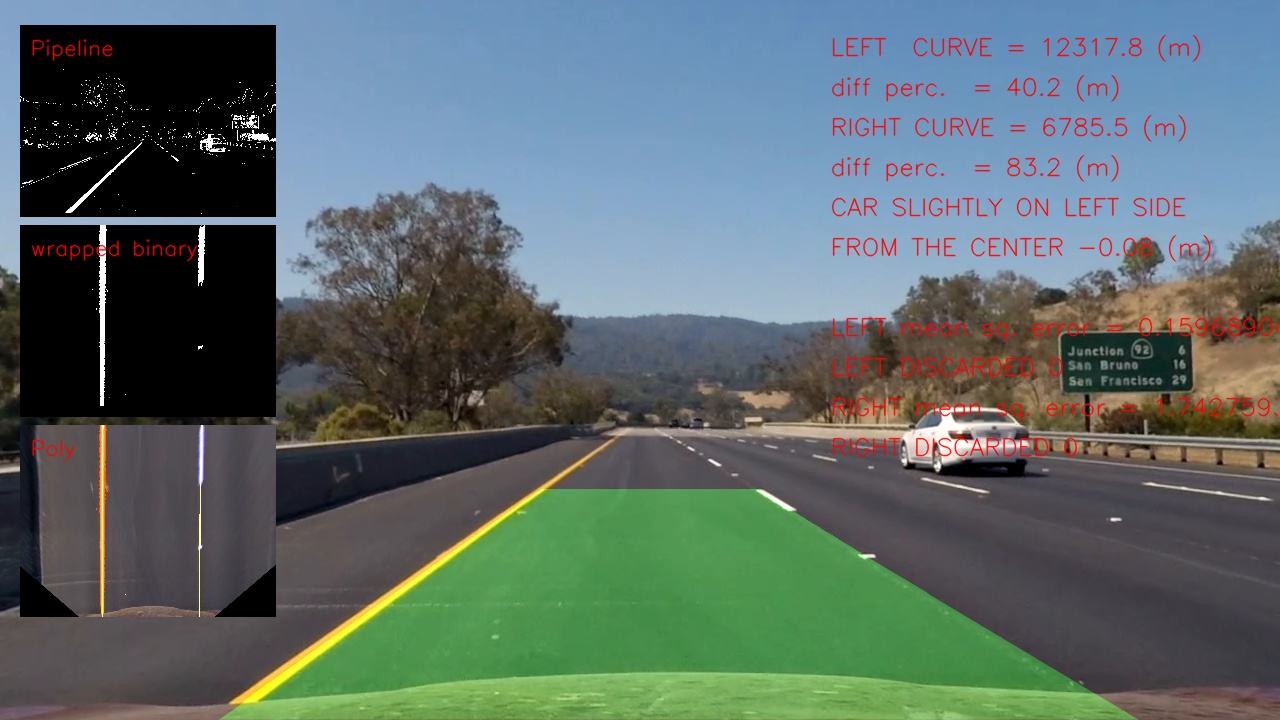 Pipeline
wrapped binary
Poly
LEFT CURVE = 12317.8 (m)
diff perc. = 40.2 (m)
RIGHT CURVE = 6785.5 (m)
diff perc. = 83.2 (m)
CAR SLIGHTLY ON LEFT SIDE
FROM THE CENTER -0.08 (m)
LEFT mean sq. error = 0.1596890
LEFT DISCARDED 0
RIGHT mean sq. error = 1.742759
RIGHT DISCARDED 0
Junction 92 6
San Bruno 16
San Francisco 29